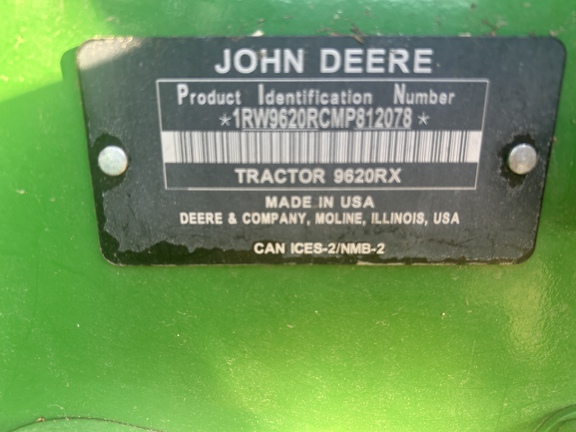 JOHN DEERE
Product Identification Number
*1RW9620RCMP812078*
TRACTOR 9620RX
MADE IN USA
DEERE & COMPANY, MOLINE, ILLINOIS, USA
CAN ICES-2/NMB-2